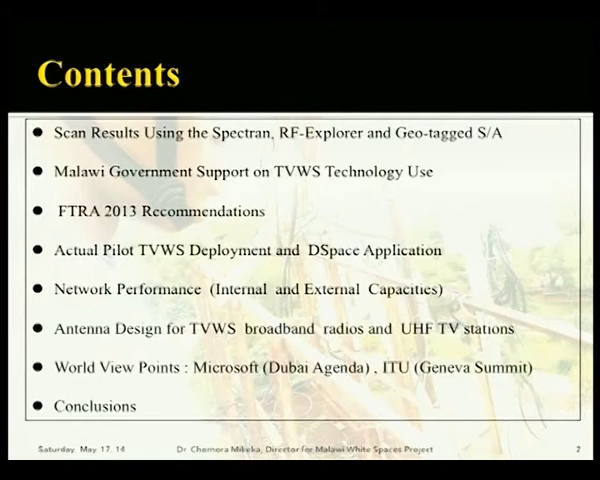 Contents
Scan Results Using the Spectran, RF-Explorer and Geo-tagged S/A
Malawi Government Support on TVWS Technology Use
FTRA 2013 Recommendations
Actual Pilot TVWS Deployment and DSpace Application
Network Performance (Internal and External Capacities)
Antenna Design for TVWS broadband radios and UHF TV stations
World View Points : Microsoft (Dubai Agenda) , ITU (Geneva Summit)
Conclusions
Saturday, May 17, 14 Dr Chomora Mikeka, Director for Malawi White Spaces Project 2